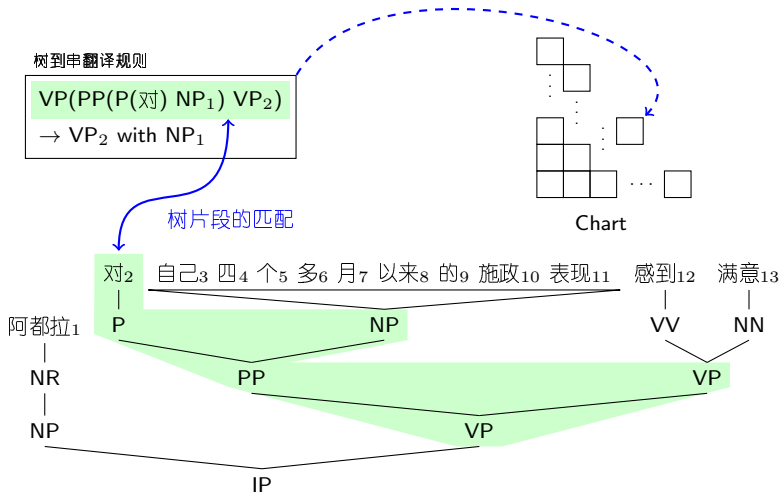 树到串翻译规则
VP(PP(P(对) NP₁) VP₂)
→ VP₂ with NP₁
Chart
树片段的匹配
对₂ 自己₃ 四₄ 个₅ 多₆ 月₇ 以来₈ 的₉ 施政₁₀ 表现₁₁ 感到₁₂ 满意₁₃
阿都拉₁ P NP VV NN
NR PP VP
NP VP
IP